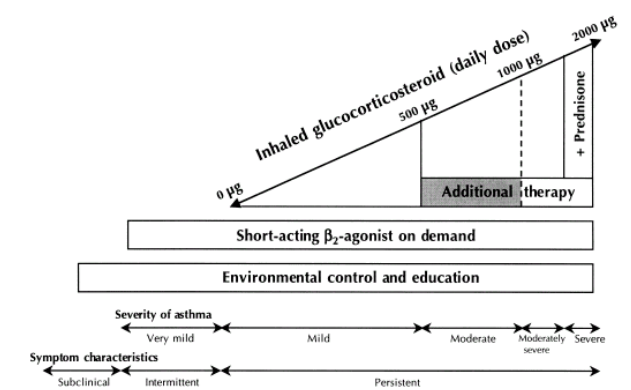 2000 µg
1000 µg
Inhaled glucocorticosteroid (daily dose)
500 µg
0 µg
+ Prednisone
Additional therapy
Short-acting β₂-agonist on demand
Environmental control and education
Severity of asthma
Very mild
Mild
Moderate
Moderately
severe
Severe
Symptom characteristics
Subclinical
Intermittent
Persistent